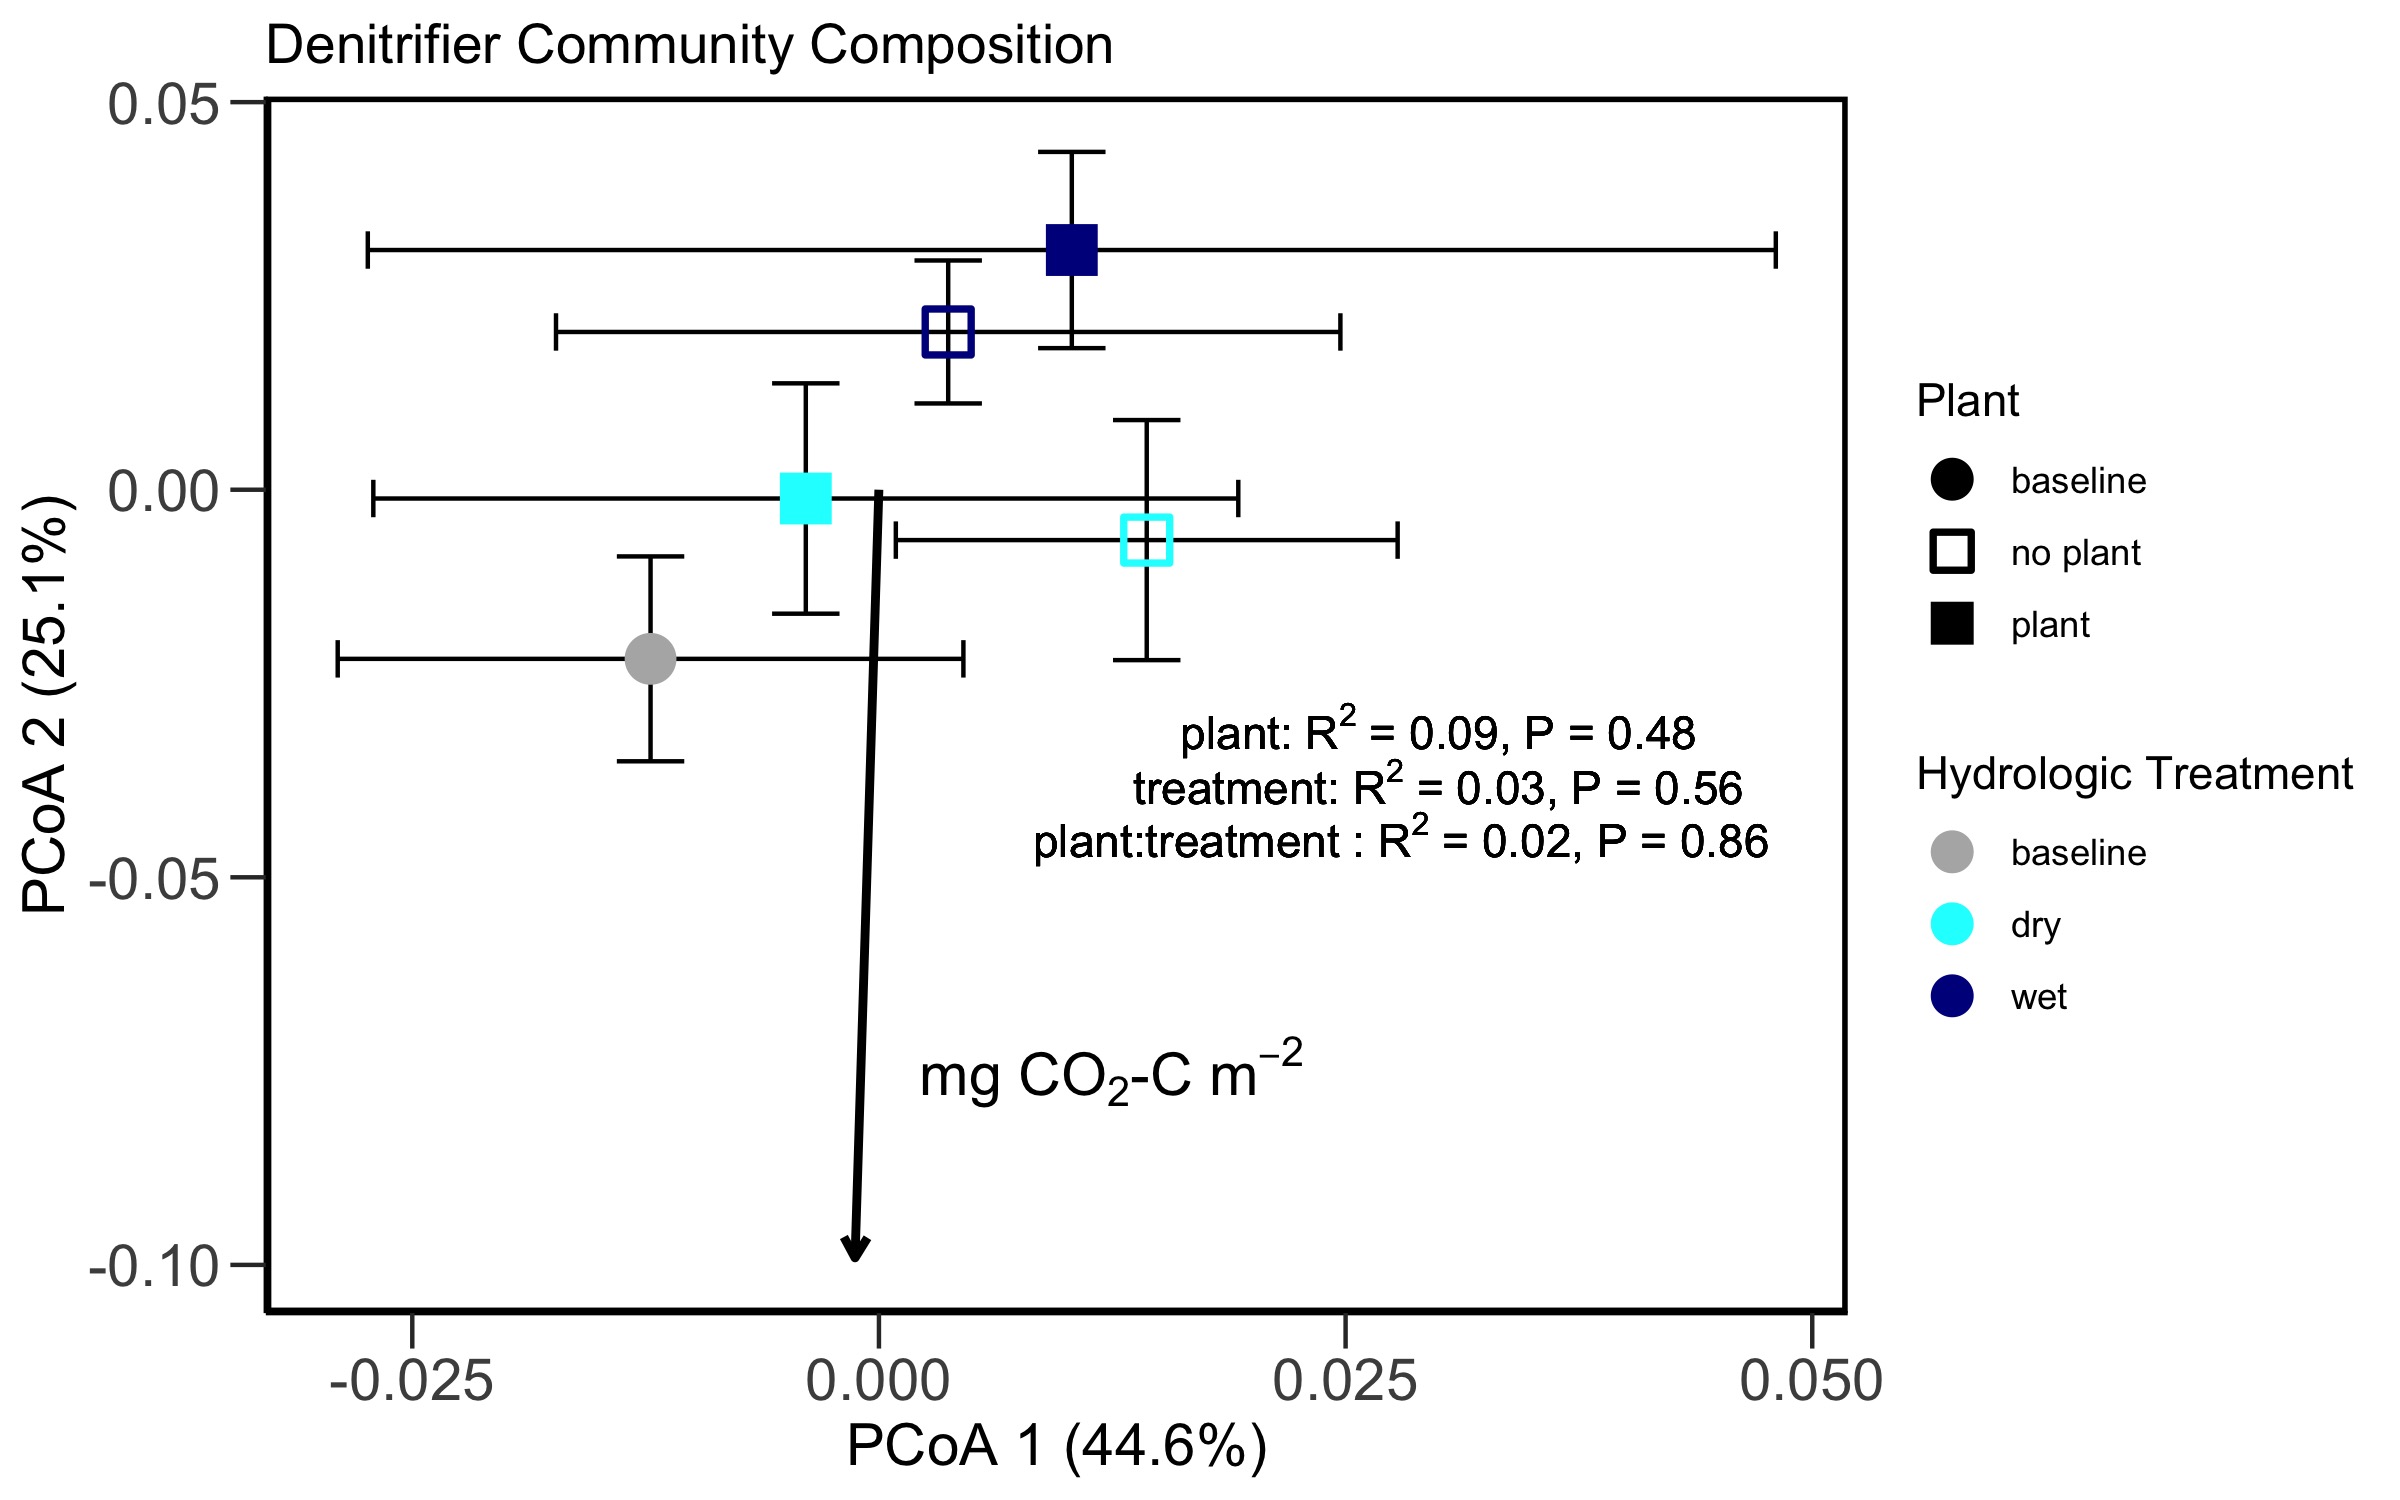 Denitrifier Community Composition
0.05
0.00
-0.05
-0.10
PCoA 2 (25.1%)
plant: R² = 0.09, P = 0.48
treatment: R² = 0.03, P = 0.56
plant:treatment : R² = 0.02, P = 0.86
mg CO₂-C m⁻²
-0.025 0.000 0.025 0.050
PCoA 1 (44.6%)
Plant
baseline
no plant
plant
Hydrologic Treatment
baseline
dry
wet